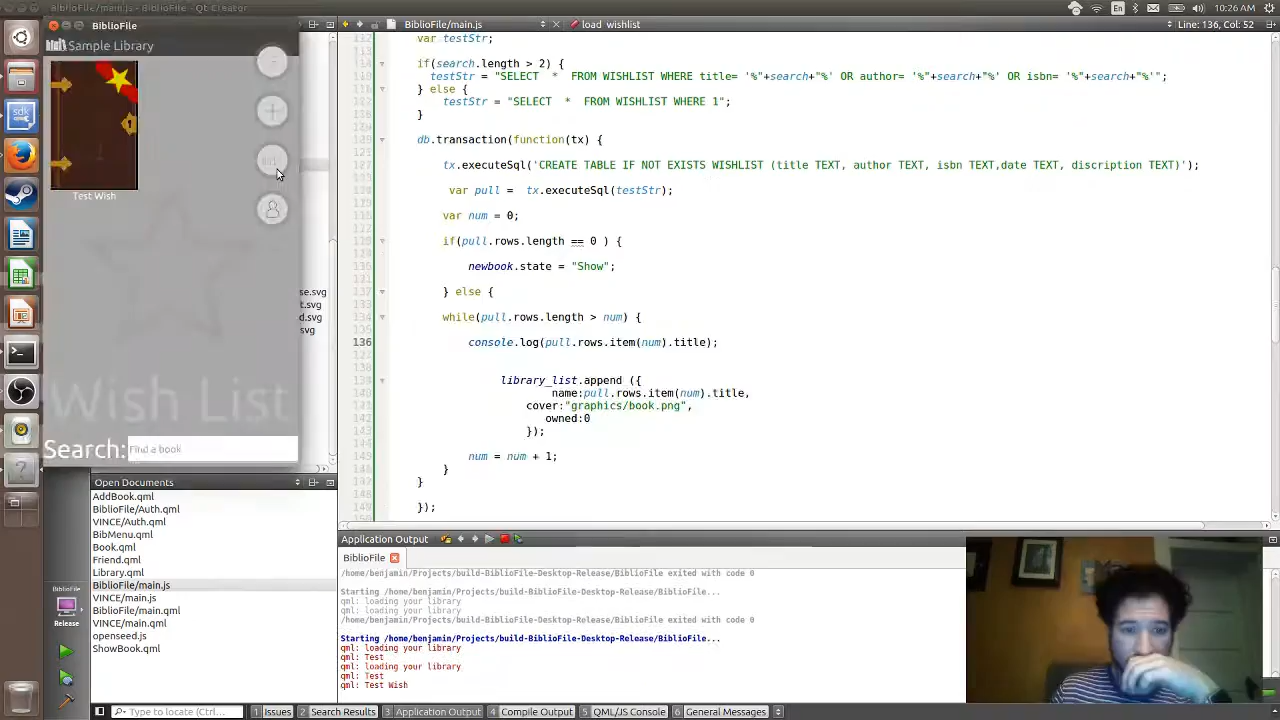 BiblioFile/main.js - Qt Creator
10:26 AM
En
BiblioFile
Sample Library
Test Wish
Wish List
Search: Find a book
BiblioFile/main.js
load_wishlist
Line: 136, Col: 52
var testStr;
if(search.length > 2) {
testStr = "SELECT  *  FROM WISHLIST WHERE title= '%"+search+"%' OR author= '%"+search+"%' OR isbn= '%"+search+"%'";
} else {
testStr = "SELECT  *  FROM WISHLIST WHERE 1";
}
db.transaction(function(tx) {
tx.executeSql('CREATE TABLE IF NOT EXISTS WISHLIST (title TEXT, author TEXT, isbn TEXT,date TEXT, discription TEXT)');
var pull =  tx.executeSql(testStr);
var num = 0;
if(pull.rows.length == 0 ) {
newbook.state = "Show";
} else {
while(pull.rows.length > num) {
136 console.log(pull.rows.item(num).title);
library_list.append ({
name:pull.rows.item(num).title,
cover:"graphics/book.png",
owned:0
});
num = num + 1;
}
}
});
Open Documents
AddBook.qml
BiblioFile/Auth.qml
VINCE/Auth.qml
BibMenu.qml
Book.qml
Friend.qml
Library.qml
BiblioFile/main.js
VINCE/main.js
BiblioFile/main.qml
VINCE/main.qml
openseed.js
ShowBook.qml
BiblioFile
Release
Application Output
BiblioFile
/home/benjamin/Projects/build-BiblioFile-Desktop-Release/BiblioFile exited with code 0
Starting /home/benjamin/Projects/build-BiblioFile-Desktop-Release/BiblioFile...
qml: loading your library
qml: loading your library
/home/benjamin/Projects/build-BiblioFile-Desktop-Release/BiblioFile exited with code 0
Starting /home/benjamin/Projects/build-BiblioFile-Desktop-Release/BiblioFile...
qml: loading your library
qml: Test
qml: loading your library
qml: Test
qml: Test Wish
Type to locate (Ctrl...
1 Issues
2 Search Results
3 Application Output
4 Compile Output
5 QML/JS Console
6 General Messages